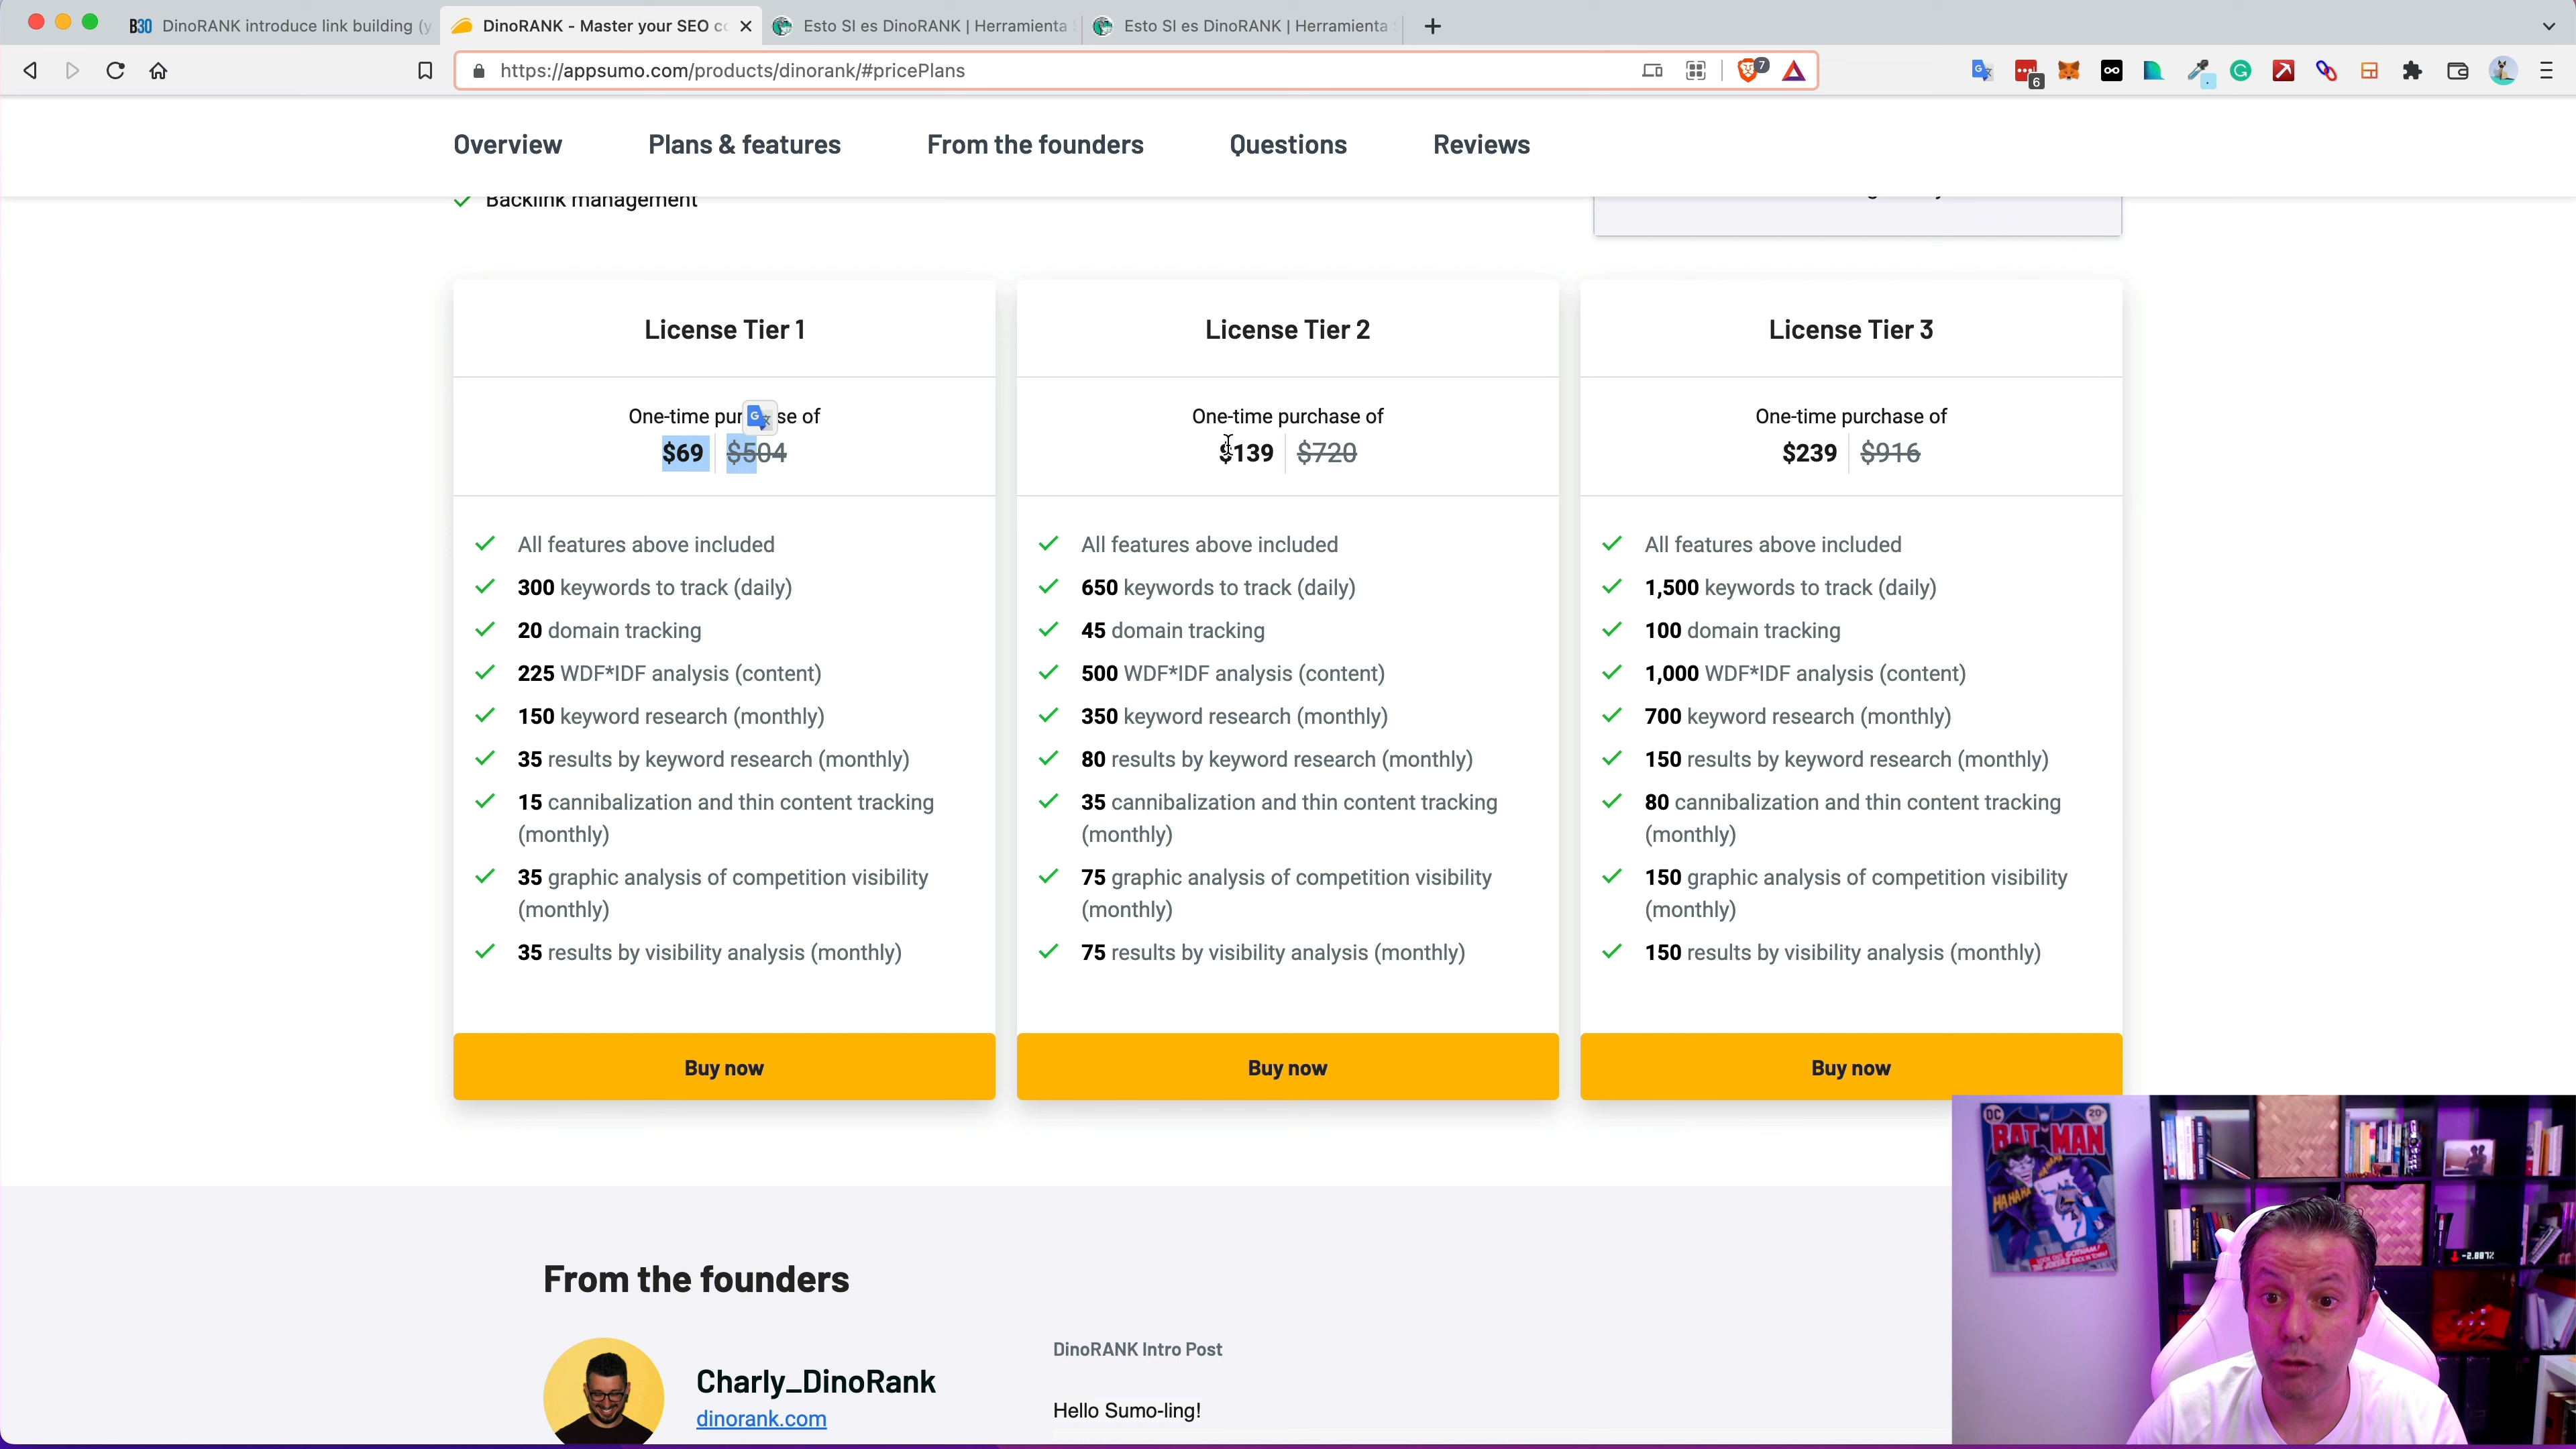 B30 DinoRANK introduce link building (y
DinoRANK - Master your SEO co
Esto SI es DinoRANK | Herramienta S
Esto SI es DinoRANK | Herramienta S
https://appsumo.com/products/dinorank/#pricePlans
7
6
Overview
Plans & features
From the founders
Questions
Reviews
Backlink management
License Tier 1
One-time pur se of
$69 $504
All features above included
300 keywords to track (daily)
20 domain tracking
225 WDF*IDF analysis (content)
150 keyword research (monthly)
35 results by keyword research (monthly)
15 cannibalization and thin content tracking
(monthly)
35 graphic analysis of competition visibility
(monthly)
35 results by visibility analysis (monthly)
Buy now
License Tier 2
One-time purchase of
$139 $720
All features above included
650 keywords to track (daily)
45 domain tracking
500 WDF*IDF analysis (content)
350 keyword research (monthly)
80 results by keyword research (monthly)
35 cannibalization and thin content tracking
(monthly)
75 graphic analysis of competition visibility
(monthly)
75 results by visibility analysis (monthly)
Buy now
License Tier 3
One-time purchase of
$239 $916
All features above included
1,500 keywords to track (daily)
100 domain tracking
1,000 WDF*IDF analysis (content)
700 keyword research (monthly)
150 results by keyword research (monthly)
80 cannibalization and thin content tracking
(monthly)
150 graphic analysis of competition visibility
(monthly)
150 results by visibility analysis (monthly)
Buy now
From the founders
Charly_DinoRank
dinorank.com
DinoRANK Intro Post
Hello Sumo-ling!
DC
20¢
BATMAN
HA HA HA